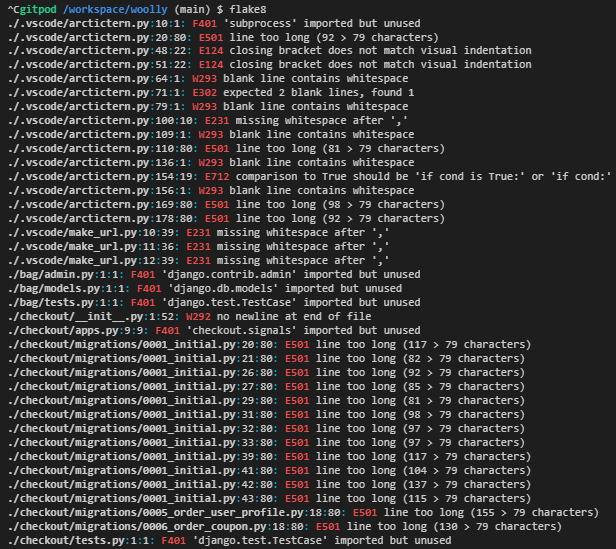 ^Cgitpod /workspace/woolly (main) $ flake8
./.vscode/arctictern.py:10:1: F401 'subprocess' imported but unused
./.vscode/arctictern.py:20:80: E501 line too long (92 > 79 characters)
./.vscode/arctictern.py:48:22: E124 closing bracket does not match visual indentation
./.vscode/arctictern.py:51:22: E124 closing bracket does not match visual indentation
./.vscode/arctictern.py:64:1: W293 blank line contains whitespace
./.vscode/arctictern.py:71:1: E302 expected 2 blank lines, found 1
./.vscode/arctictern.py:79:1: W293 blank line contains whitespace
./.vscode/arctictern.py:100:10: E231 missing whitespace after ','
./.vscode/arctictern.py:109:1: W293 blank line contains whitespace
./.vscode/arctictern.py:110:80: E501 line too long (81 > 79 characters)
./.vscode/arctictern.py:136:1: W293 blank line contains whitespace
./.vscode/arctictern.py:154:19: E712 comparison to True should be 'if cond is True:' or 'if cond:'
./.vscode/arctictern.py:156:1: W293 blank line contains whitespace
./.vscode/arctictern.py:169:80: E501 line too long (98 > 79 characters)
./.vscode/arctictern.py:178:80: E501 line too long (92 > 79 characters)
./.vscode/make_url.py:10:39: E231 missing whitespace after ','
./.vscode/make_url.py:11:36: E231 missing whitespace after ','
./.vscode/make_url.py:12:39: E231 missing whitespace after ','
./bag/admin.py:1:1: F401 'django.contrib.admin' imported but unused
./bag/models.py:1:1: F401 'django.db.models' imported but unused
./bag/tests.py:1:1: F401 'django.test.TestCase' imported but unused
./checkout/__init__.py:1:52: W292 no newline at end of file
./checkout/apps.py:9:9: F401 'checkout.signals' imported but unused
./checkout/migrations/0001_initial.py:20:80: E501 line too long (117 > 79 characters)
./checkout/migrations/0001_initial.py:21:80: E501 line too long (82 > 79 characters)
./checkout/migrations/0001_initial.py:26:80: E501 line too long (92 > 79 characters)
./checkout/migrations/0001_initial.py:27:80: E501 line too long (85 > 79 characters)
./checkout/migrations/0001_initial.py:29:80: E501 line too long (81 > 79 characters)
./checkout/migrations/0001_initial.py:31:80: E501 line too long (98 > 79 characters)
./checkout/migrations/0001_initial.py:32:80: E501 line too long (97 > 79 characters)
./checkout/migrations/0001_initial.py:33:80: E501 line too long (97 > 79 characters)
./checkout/migrations/0001_initial.py:39:80: E501 line too long (117 > 79 characters)
./checkout/migrations/0001_initial.py:41:80: E501 line too long (104 > 79 characters)
./checkout/migrations/0001_initial.py:42:80: E501 line too long (137 > 79 characters)
./checkout/migrations/0001_initial.py:43:80: E501 line too long (115 > 79 characters)
./checkout/migrations/0005_order_user_profile.py:18:80: E501 line too long (155 > 79 characters)
./checkout/migrations/0006_order_coupon.py:18:80: E501 line too long (130 > 79 characters)
./checkout/tests.py:1:1: F401 'django.test.TestCase' imported but unused